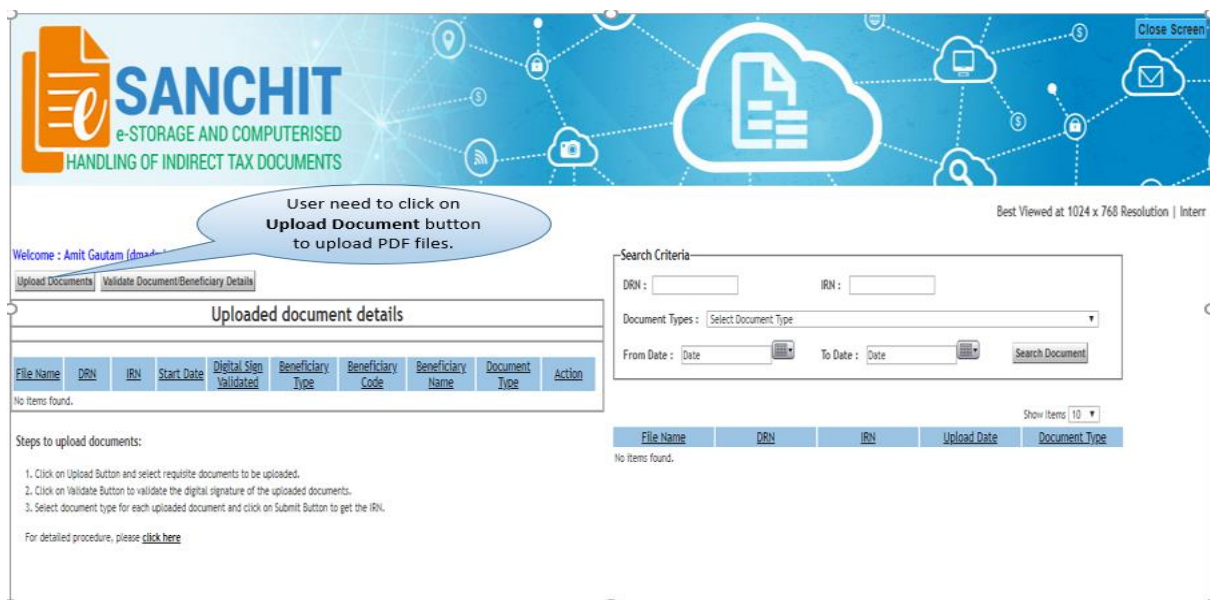 Close Screen
e
SANCHIT
e-STORAGE AND COMPUTERISED
HANDLING OF INDIRECT TAX DOCUMENTS
User need to click on
Upload Document button
to upload PDF files.
Best Viewed at 1024 x 768 Resolution | Interr
Welcome : Amit Gautam
Upload Documents Validate Document/Beneficiary Details
Uploaded document details
File Name DRN IRN Start Date Digital Sign Validated Beneficiary Type Beneficiary Code Beneficiary Name Document Type Action
No items found.
Steps to upload documents:
1. Click on Upload Button and select requisite documents to be uploaded.
2. Click on Validate Button to validate the digital signature of the uploaded documents.
3. Select document type for each uploaded document and click on Submit Button to get the IRN.
For detailed procedure, please click here
Search Criteria
DRN : IRN :
Document Types : Select Document Type
From Date : Date To Date : Date Search Document
Show Items 10
File Name DRN IRN Upload Date Document Type
No items found.